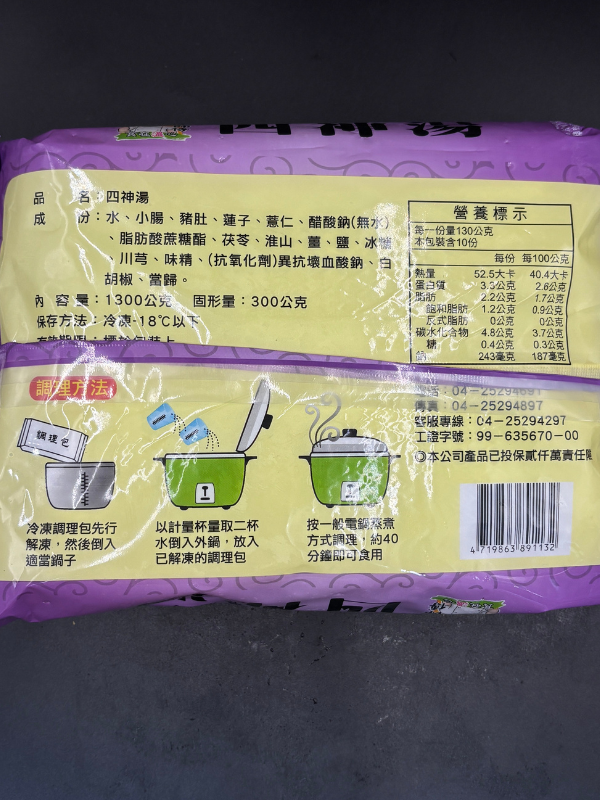 四神湯
品 名:四神湯
成 份:水、小腸、豬肚、蓮子、薏仁、醋酸鈉(無水)
、脂肪酸蔗糖酯、茯苓、淮山、薑、鹽、冰糖
、川芎、味精、(抗氧化劑)異抗壞血酸鈉、白
胡椒、當歸。
內 容 量:1300公克 固形量:300公克
保存方法:冷凍-18℃以下
營養標示
每一份量130公克
本包裝含10份
每份 每100公克
熱量 52.5大卡 40.4大卡
蛋白質 3.3公克 2.6公克
脂肪 2.2公克 1.7公克
飽和脂肪 1.2公克 0.9公克
反式脂肪 0公克 0公克
碳水化合物 4.8公克 3.7公克
糖 0.4公克 0.3公克
鈉 243毫克 187毫克
調理方法
調理包
冷凍調理包先行
解凍，然後倒入
適當鍋子
以計量杯量取二杯
水倒入外鍋，放入
已解凍的調理包
按一般電鍋蒸煮
方式調理，約40
分鐘即可食用
傳真:04-25294897
客服專線:04-25294297
工證字號:99-635670-00
◎本公司產品已投保貳仟萬責任
4 719863 891132